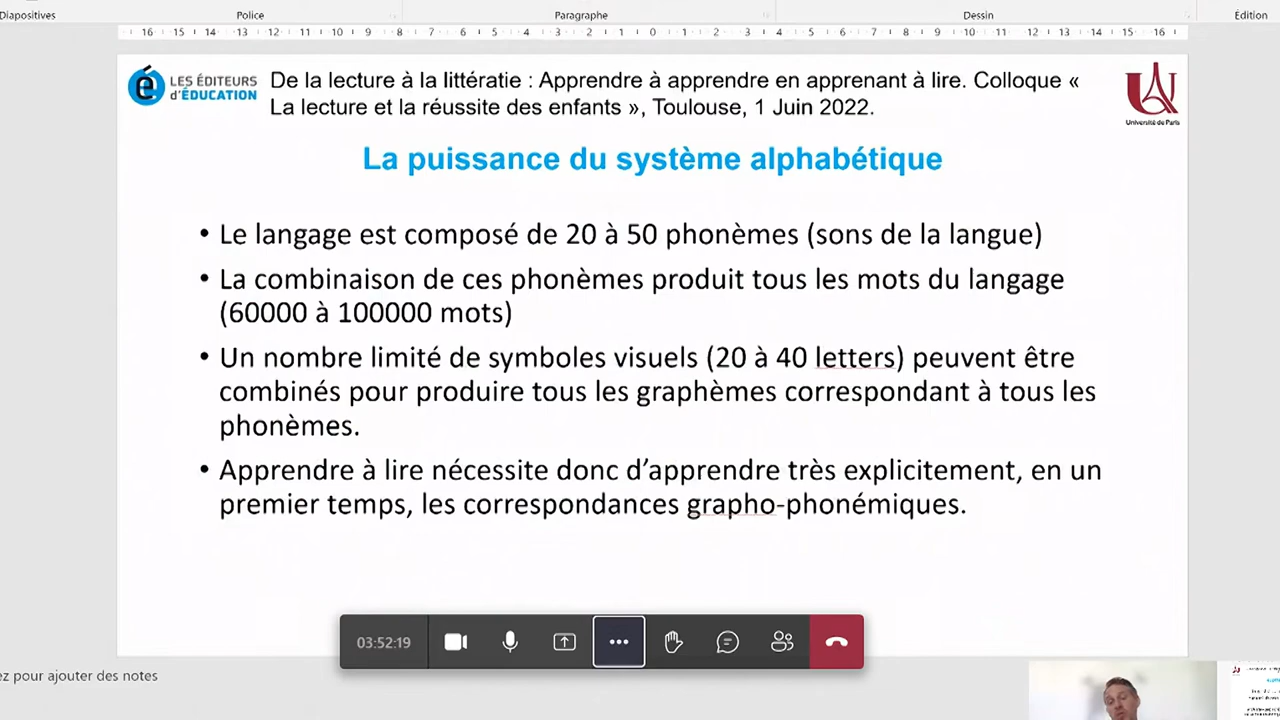 Diapositives
Police
Paragraphe
Dessin
Édition
16 15 14 13 12 11 10 9 8 7 6 5 4 3 2 1 0 1 2 3 4 5 6 7 8 9 10 11 12 13 14 15 16
é LES ÉDITEURS
d'ÉDUCATION
De la lecture à la littératie : Apprendre à apprendre en apprenant à lire. Colloque «
La lecture et la réussite des enfants », Toulouse, 1 Juin 2022.
Université de Paris
La puissance du système alphabétique
• Le langage est composé de 20 à 50 phonèmes (sons de la langue)
• La combinaison de ces phonèmes produit tous les mots du langage
(60000 à 100000 mots)
• Un nombre limité de symboles visuels (20 à 40 letters) peuvent être
combinés pour produire tous les graphèmes correspondant à tous les
phonèmes.
• Apprendre à lire nécessite donc d'apprendre très explicitement, en un
premier temps, les correspondances grapho-phonémiques.
03:52:19
ez pour ajouter des notes